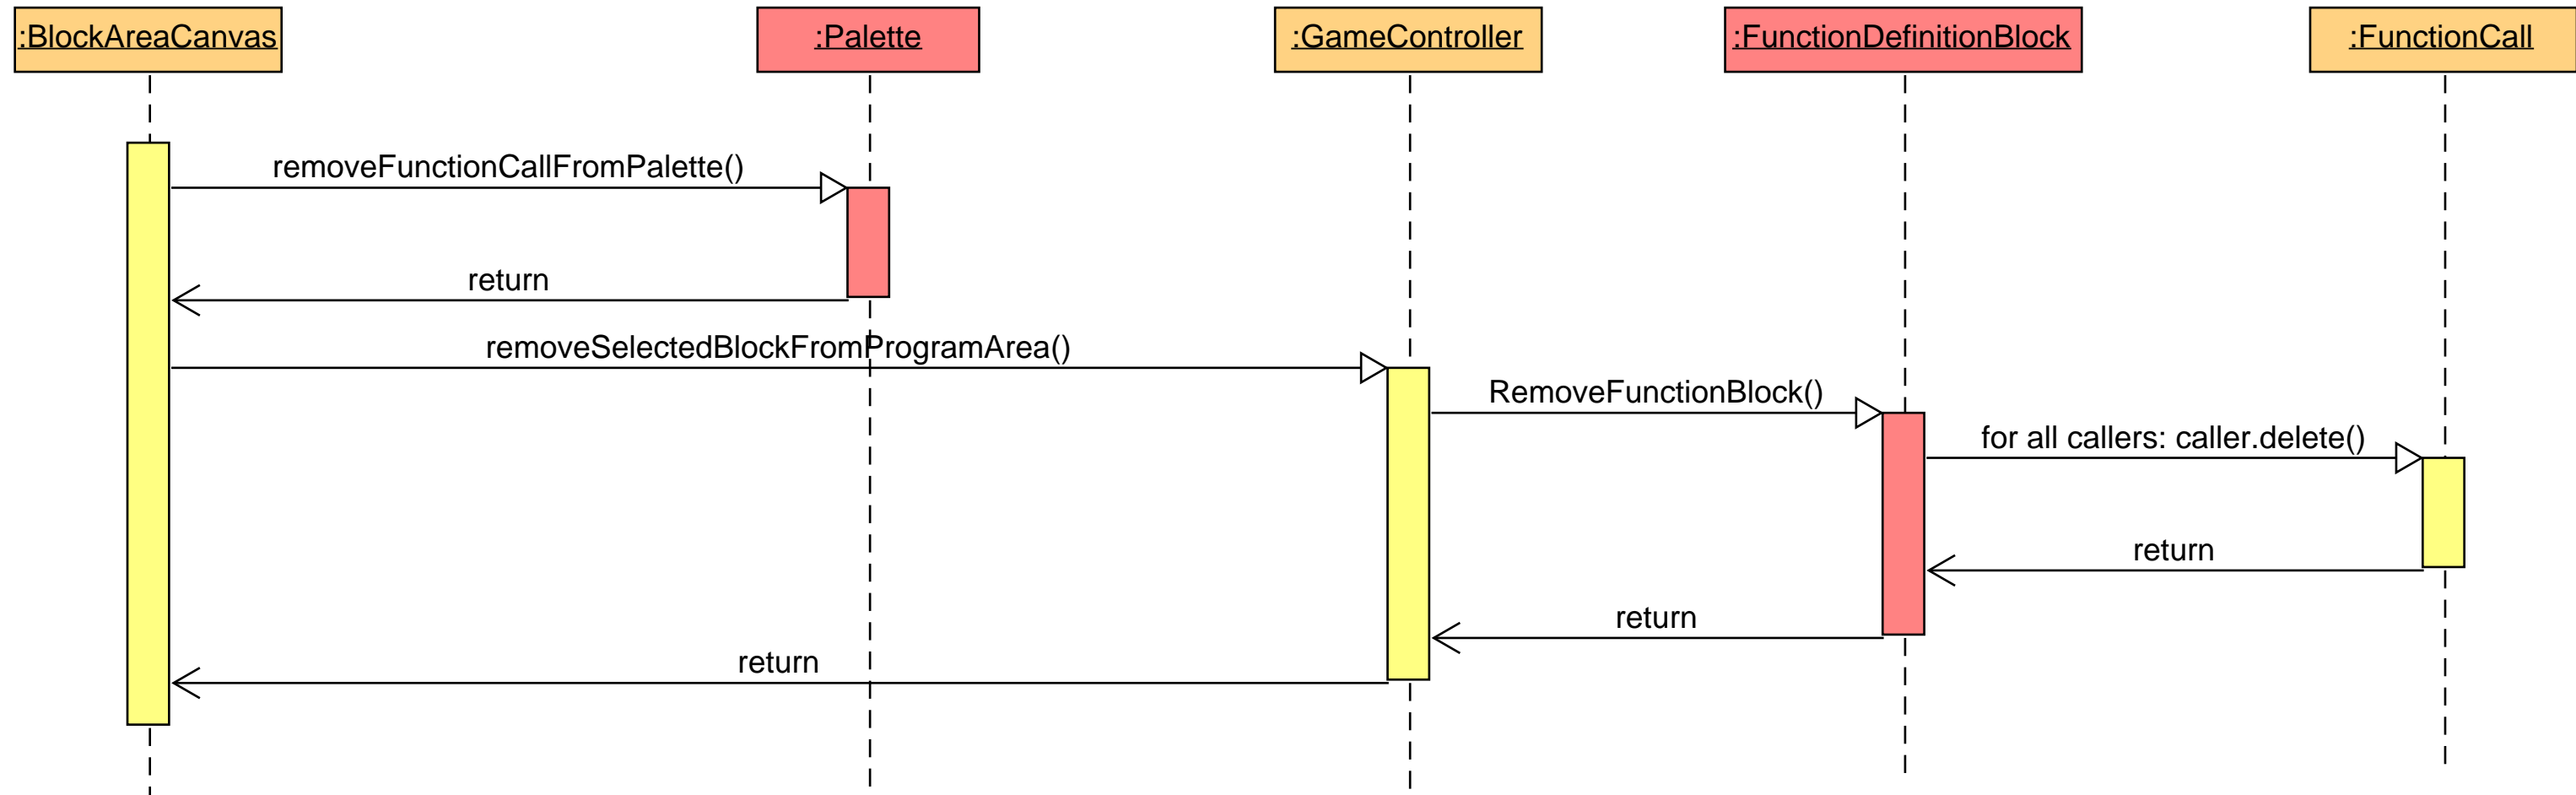 :BlockAreaCanvas
:Palette
:GameController
:FunctionDefinitionBlock
:FunctionCall
removeFunctionCallFromPalette()
return
removeSelectedBlockFromProgramArea()
RemoveFunctionBlock()
for all callers: caller.delete()
return
return
return